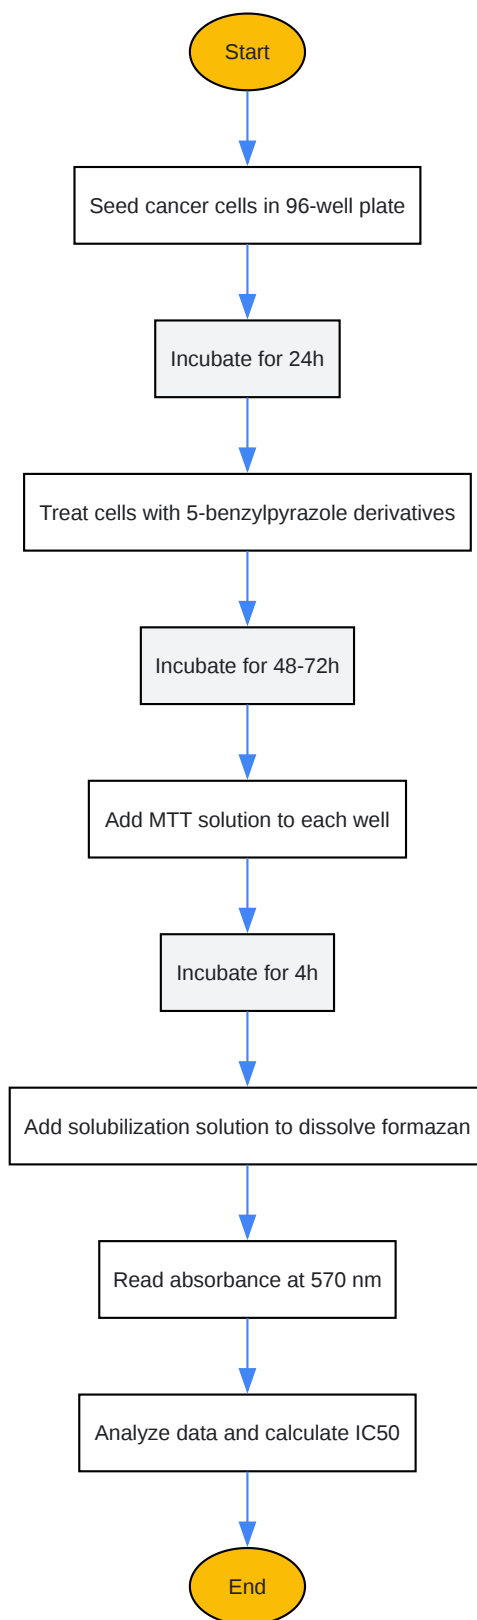 Start
Seed cancer cells in 96-well plate
Incubate for 24h
Treat cells with 5-benzylpyrazole derivatives
Incubate for 48-72h
Add MTT solution to each well
Incubate for 4h
Add solubilization solution to dissolve formazan
Read absorbance at 570 nm
Analyze data and calculate IC50
End